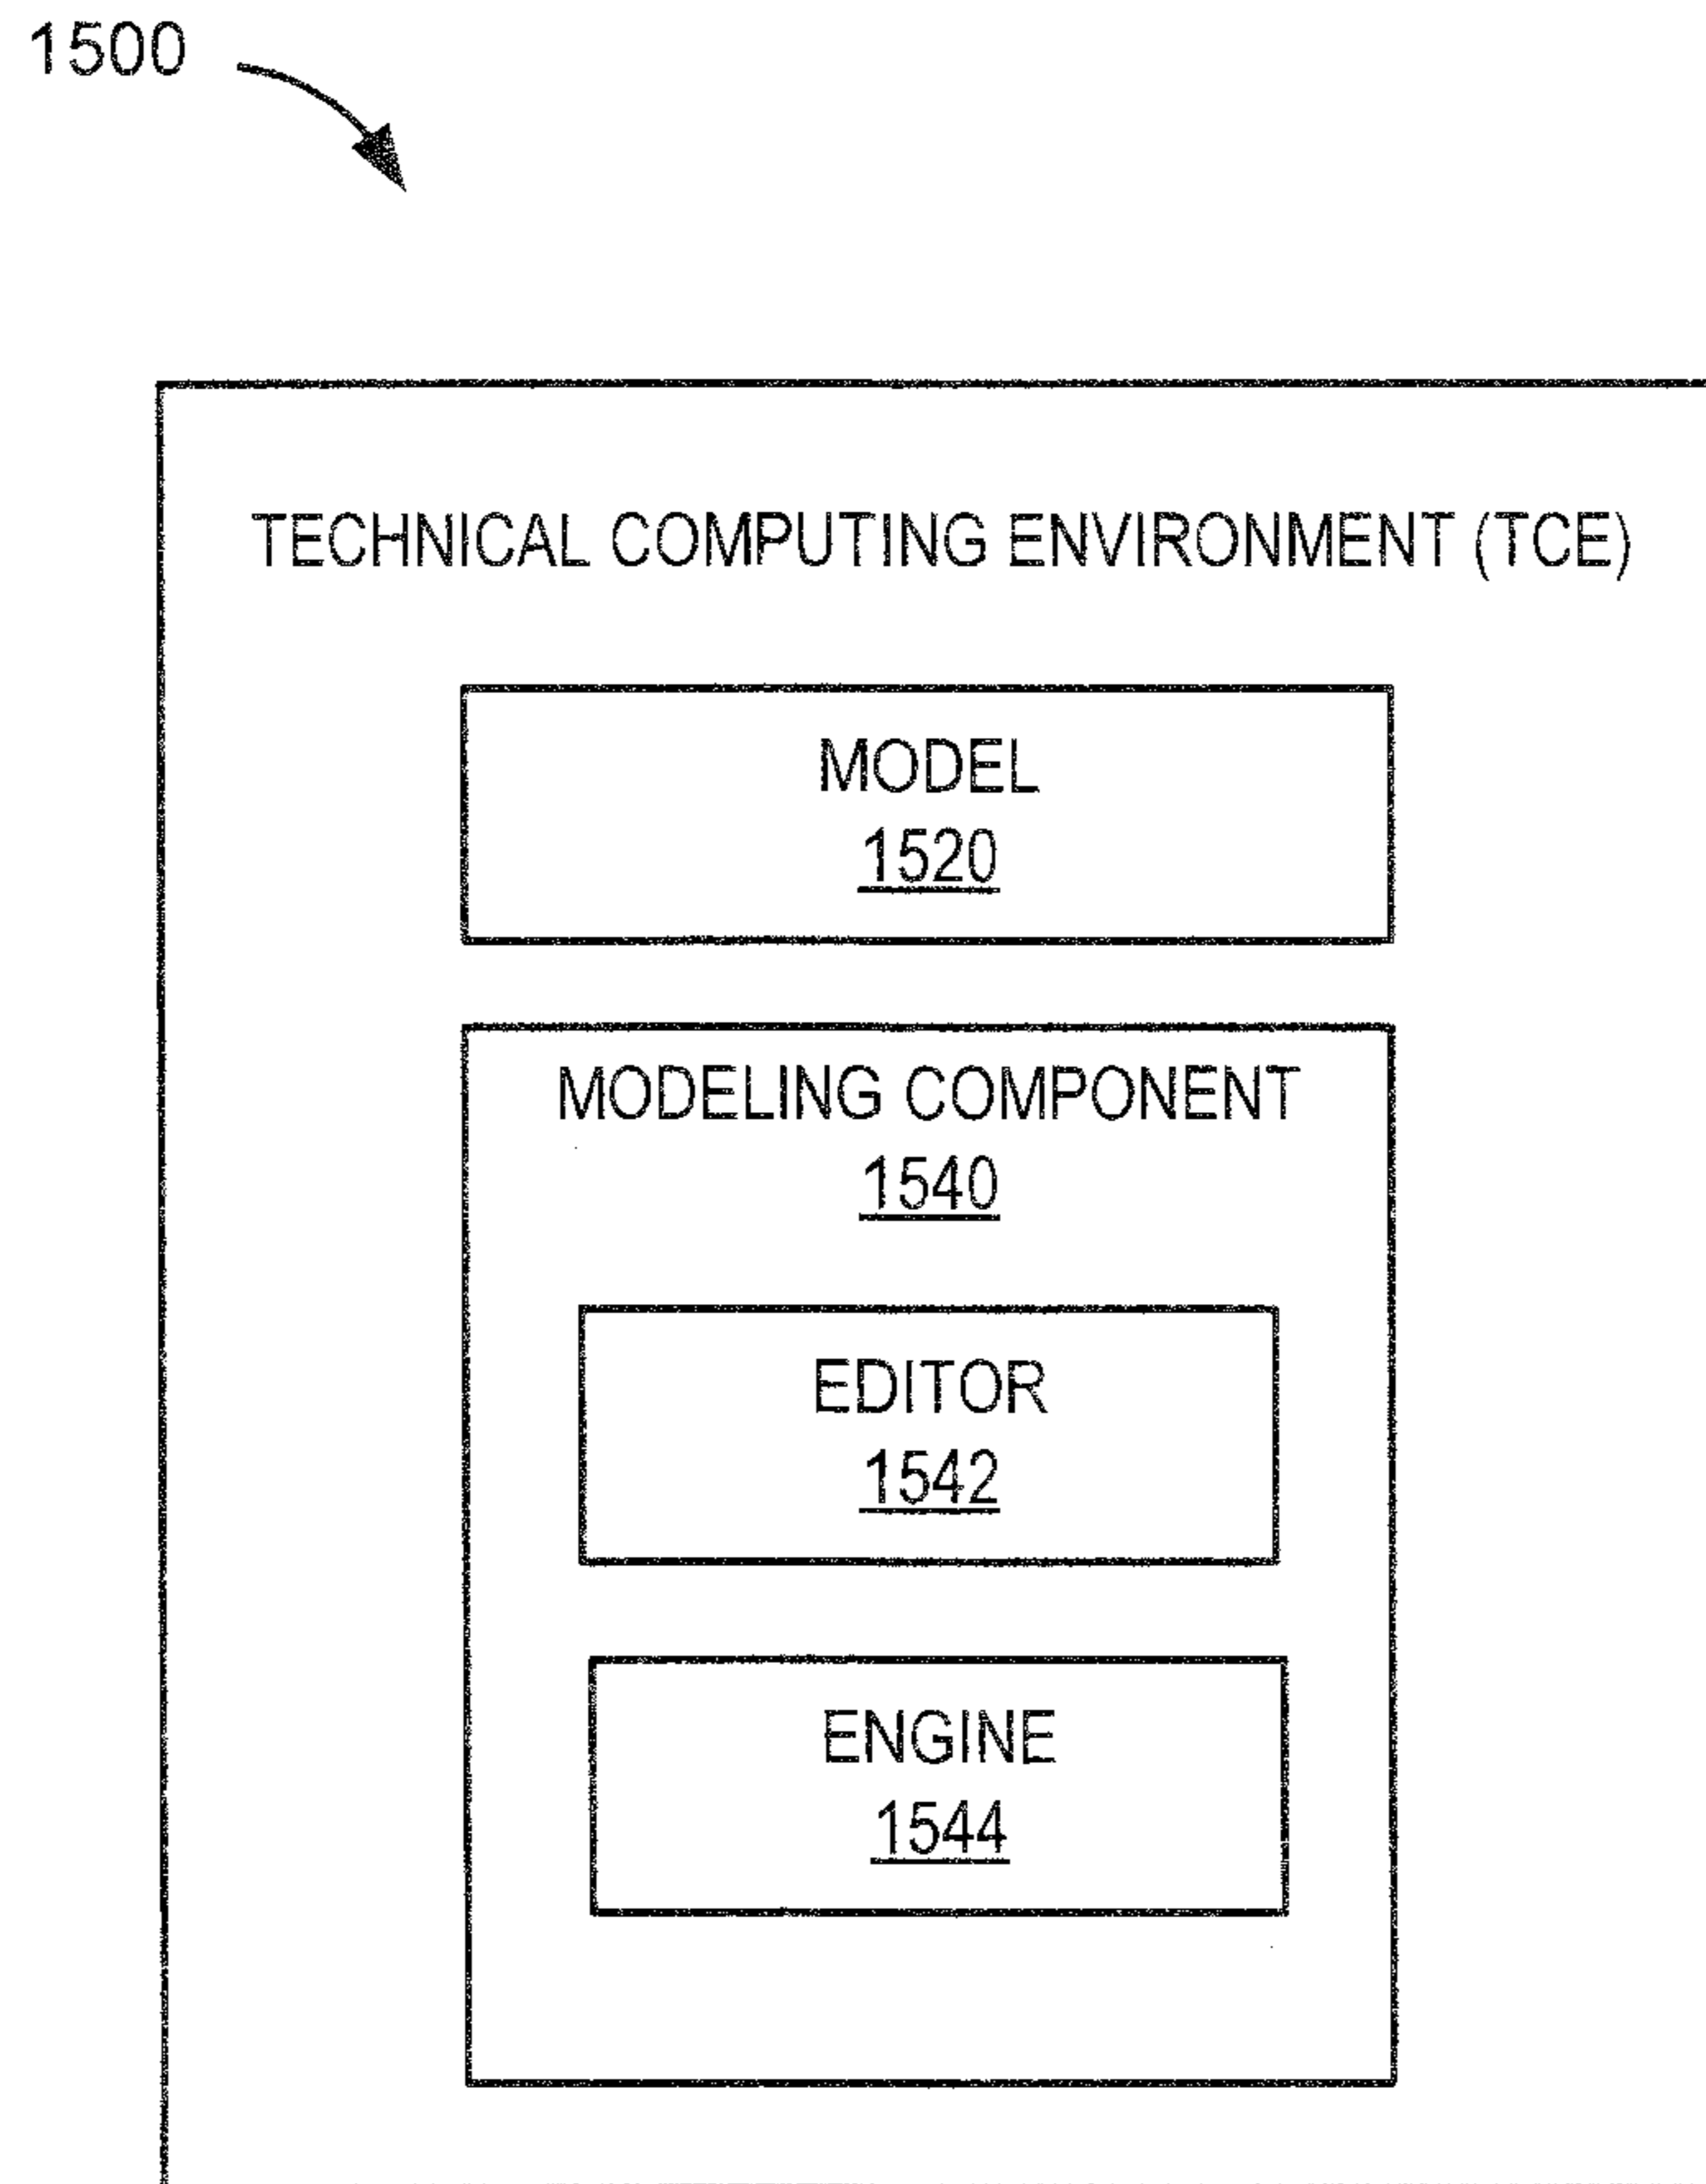 1500
TECHNICAL COMPUTING ENVIRONMENT (TCE)
MODEL
1520
MODELING COMPONENT
1540
EDITOR
1542
ENGINE
1544